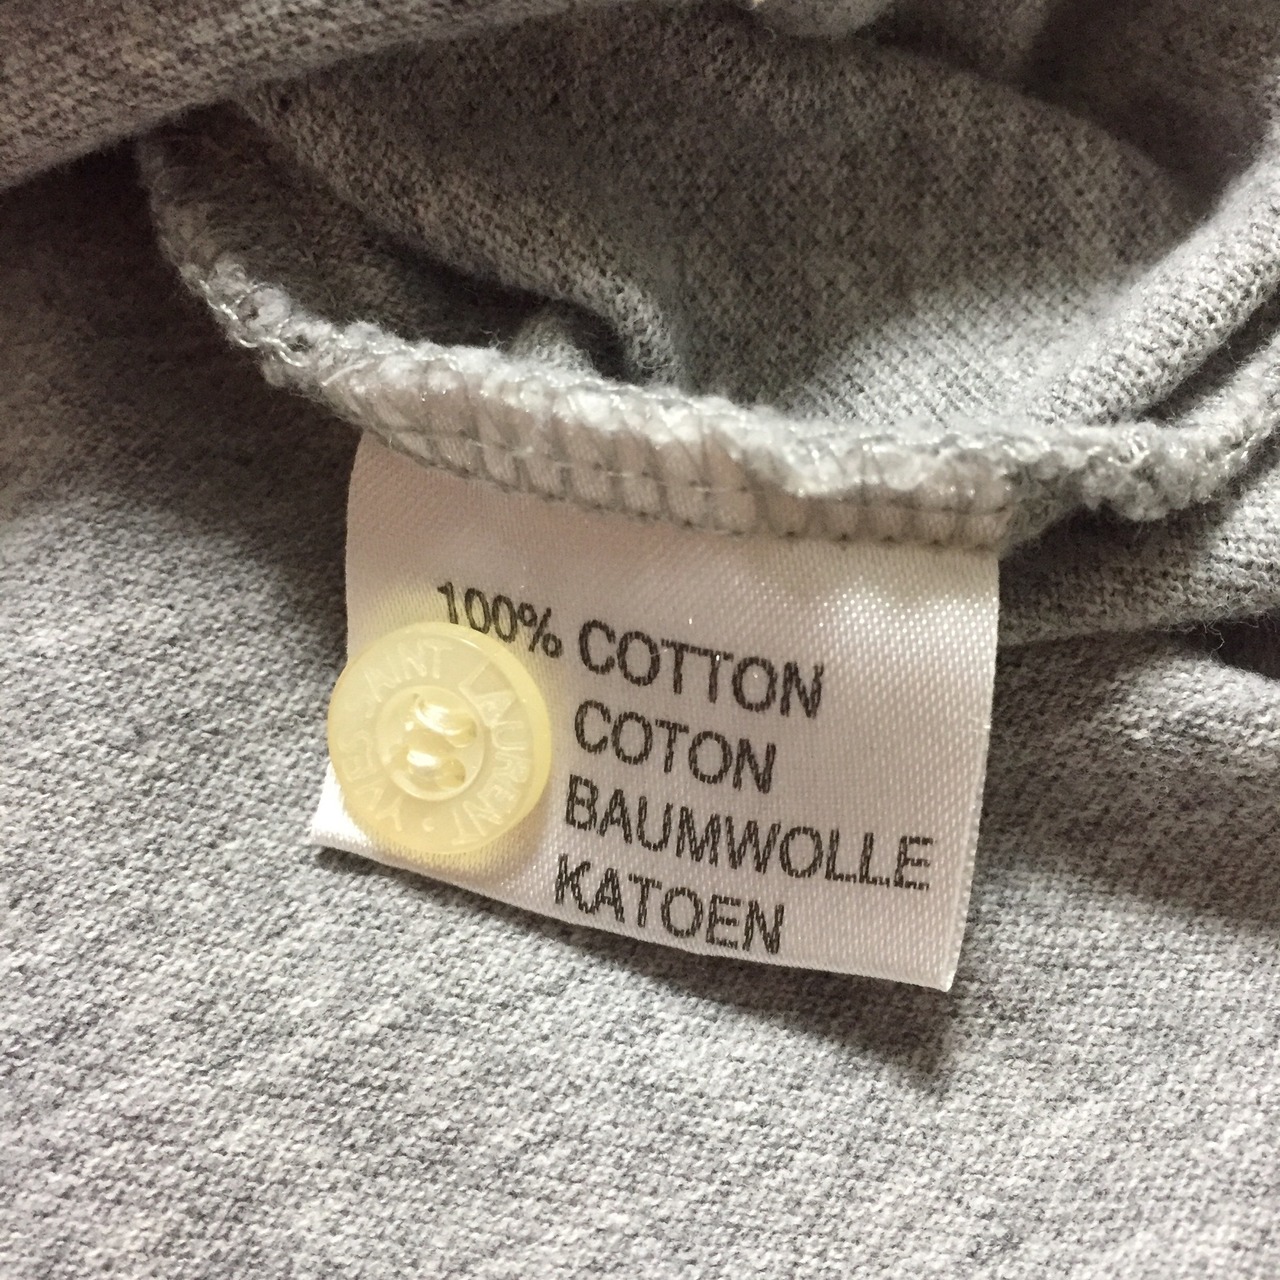 100% COTTON
COTON
BAUMWOLLE
KATOEN
YVES SAINT LAURENT •